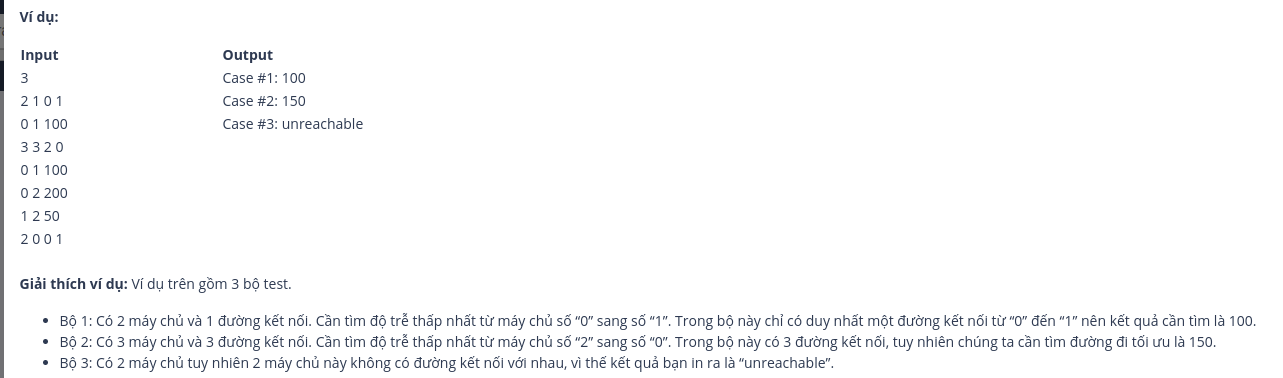 Ví dụ:
Input Output
3 Case #1: 100
2 1 0 1 Case #2: 150
0 1 100 Case #3: unreachable
3 3 2 0
0 1 100
0 2 200
1 2 50
2 0 0 1
Giải thích ví dụ: Ví dụ trên gồm 3 bộ test.
• Bộ 1: Có 2 máy chủ và 1 đường kết nối. Cần tìm độ trễ thấp nhất từ máy chủ số “0” sang số “1”. Trong bộ này chỉ có duy nhất một đường kết nối từ “0” đến “1” nên kết quả cần tìm là 100.
• Bộ 2: Có 3 máy chủ và 3 đường kết nối. Cần tìm độ trễ thấp nhất từ máy chủ số “2” sang số “0”. Trong bộ này có 3 đường kết nối, tuy nhiên chúng ta cần tìm đường đi tối ưu là 150.
• Bộ 3: Có 2 máy chủ tuy nhiên 2 máy chủ này không có đường kết nối với nhau, vì thế kết quả bạn in ra là “unreachable”.